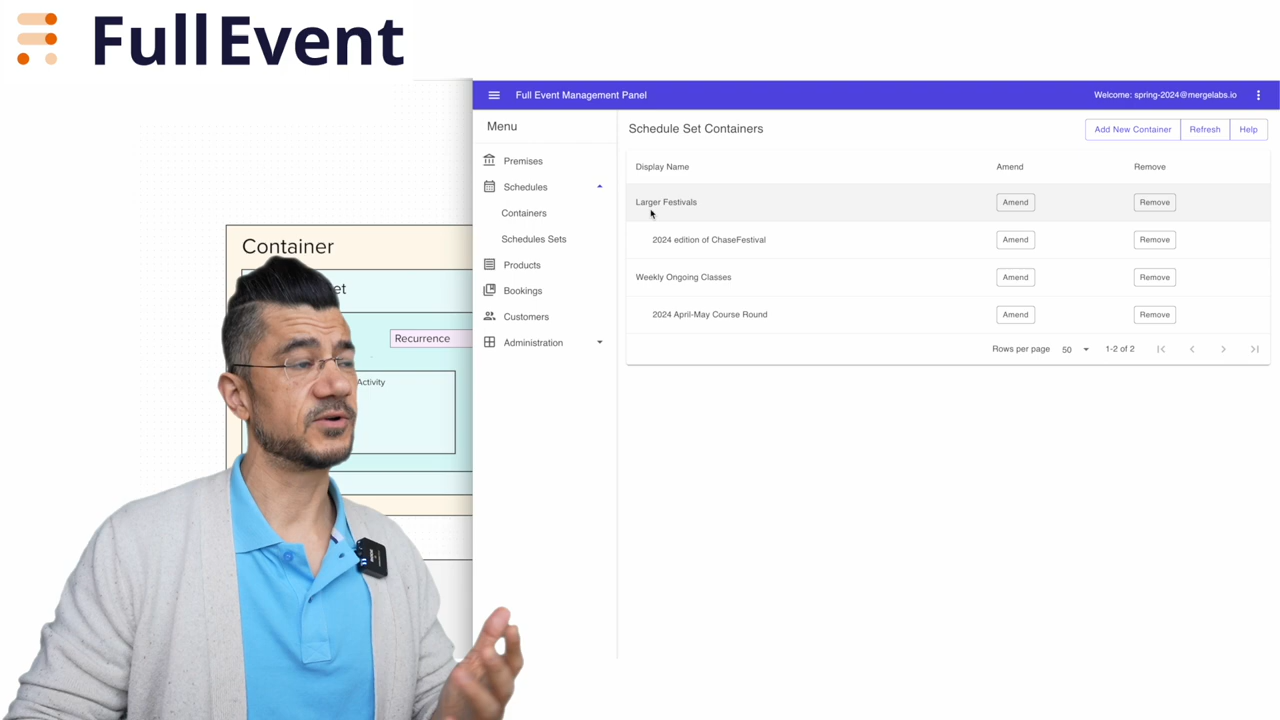 FullEvent
Full Event Management Panel
Welcome: spring-2024@mergelabs.io
Menu
Premises
Schedules
Containers
Schedules Sets
Products
Bookings
Customers
Administration
Schedule Set Containers
Add New Container
Refresh
Help
Display Name Amend Remove
Larger Festivals Amend Remove
2024 edition of ChaseFestival Amend Remove
Weekly Ongoing Classes Amend Remove
2024 April-May Course Round Amend Remove
Rows per page 50 1-2 of 2
Container
Recurrence
Activity